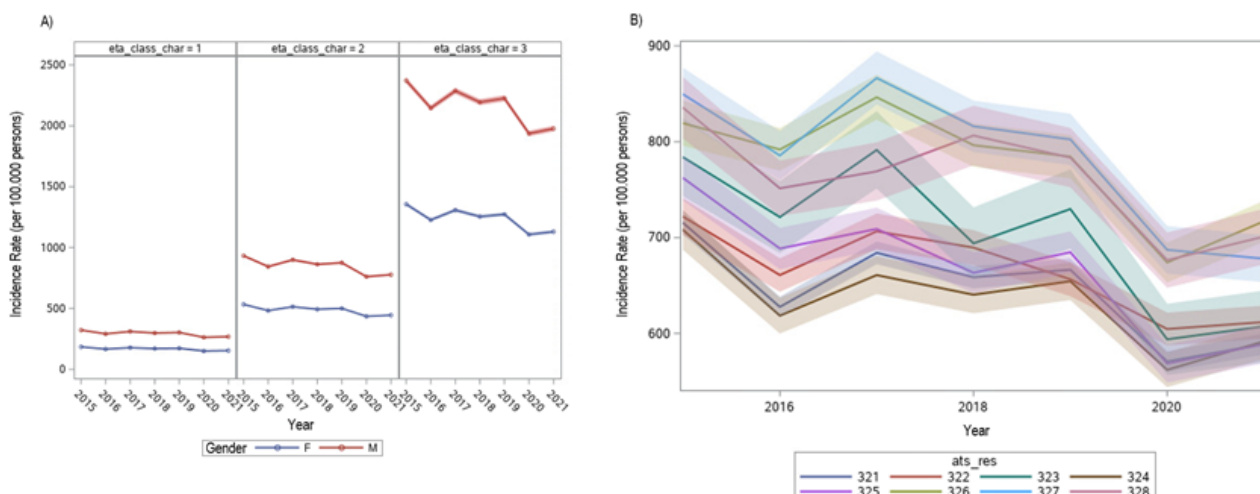 A)
eta_class_char = 1 eta_class_char = 2 eta_class_char = 3
Incidence Rate (per 100.000 persons)
2500
2000
1500
1000
500
0
2015 2016 2017 2018 2019 2020 2021 2015 2016 2017 2018 2019 2020 2021 2015 2016 2017 2018 2019 2020 2021
Year
Gender F M
B)
Incidence Rate (per 100.000 persons)
900
800
700
600
2016 2018 2020
Year
ats_res
321 322 323 324
325 326 327 328